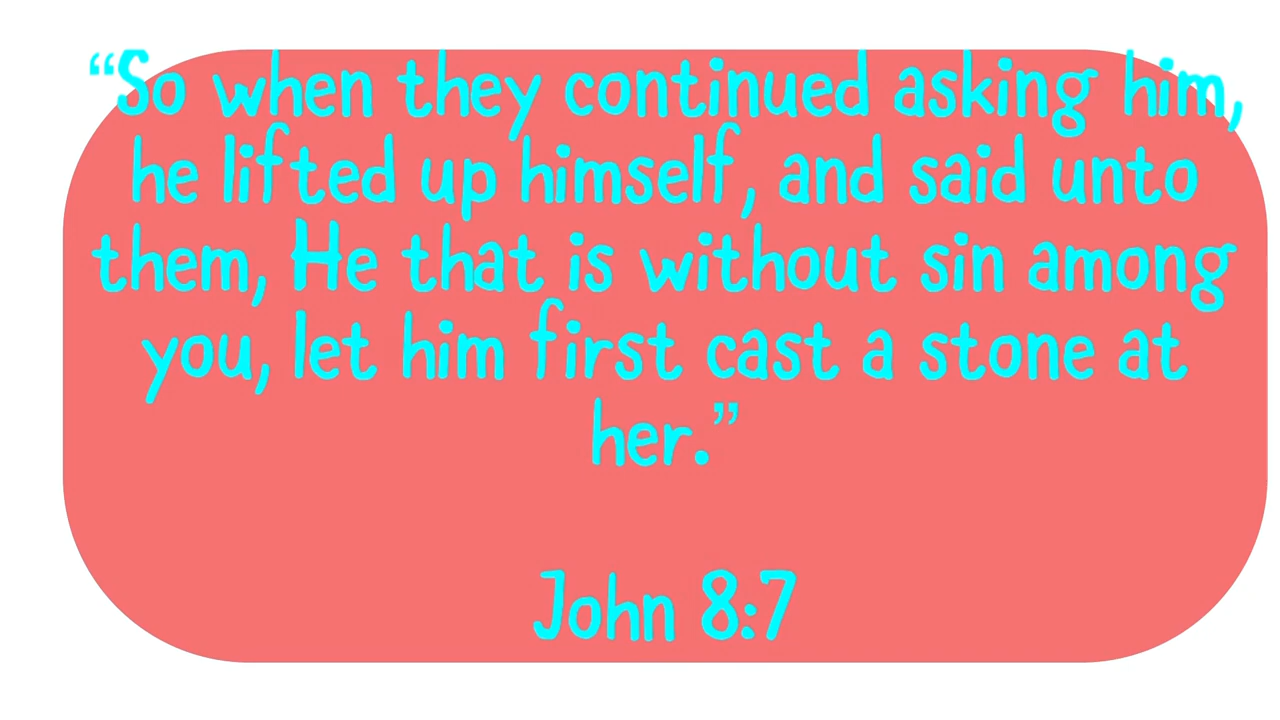 “So when they continued asking him,
he lifted up himself, and said unto
them, He that is without sin among
you, let him first cast a stone at
her.”
John 8:7